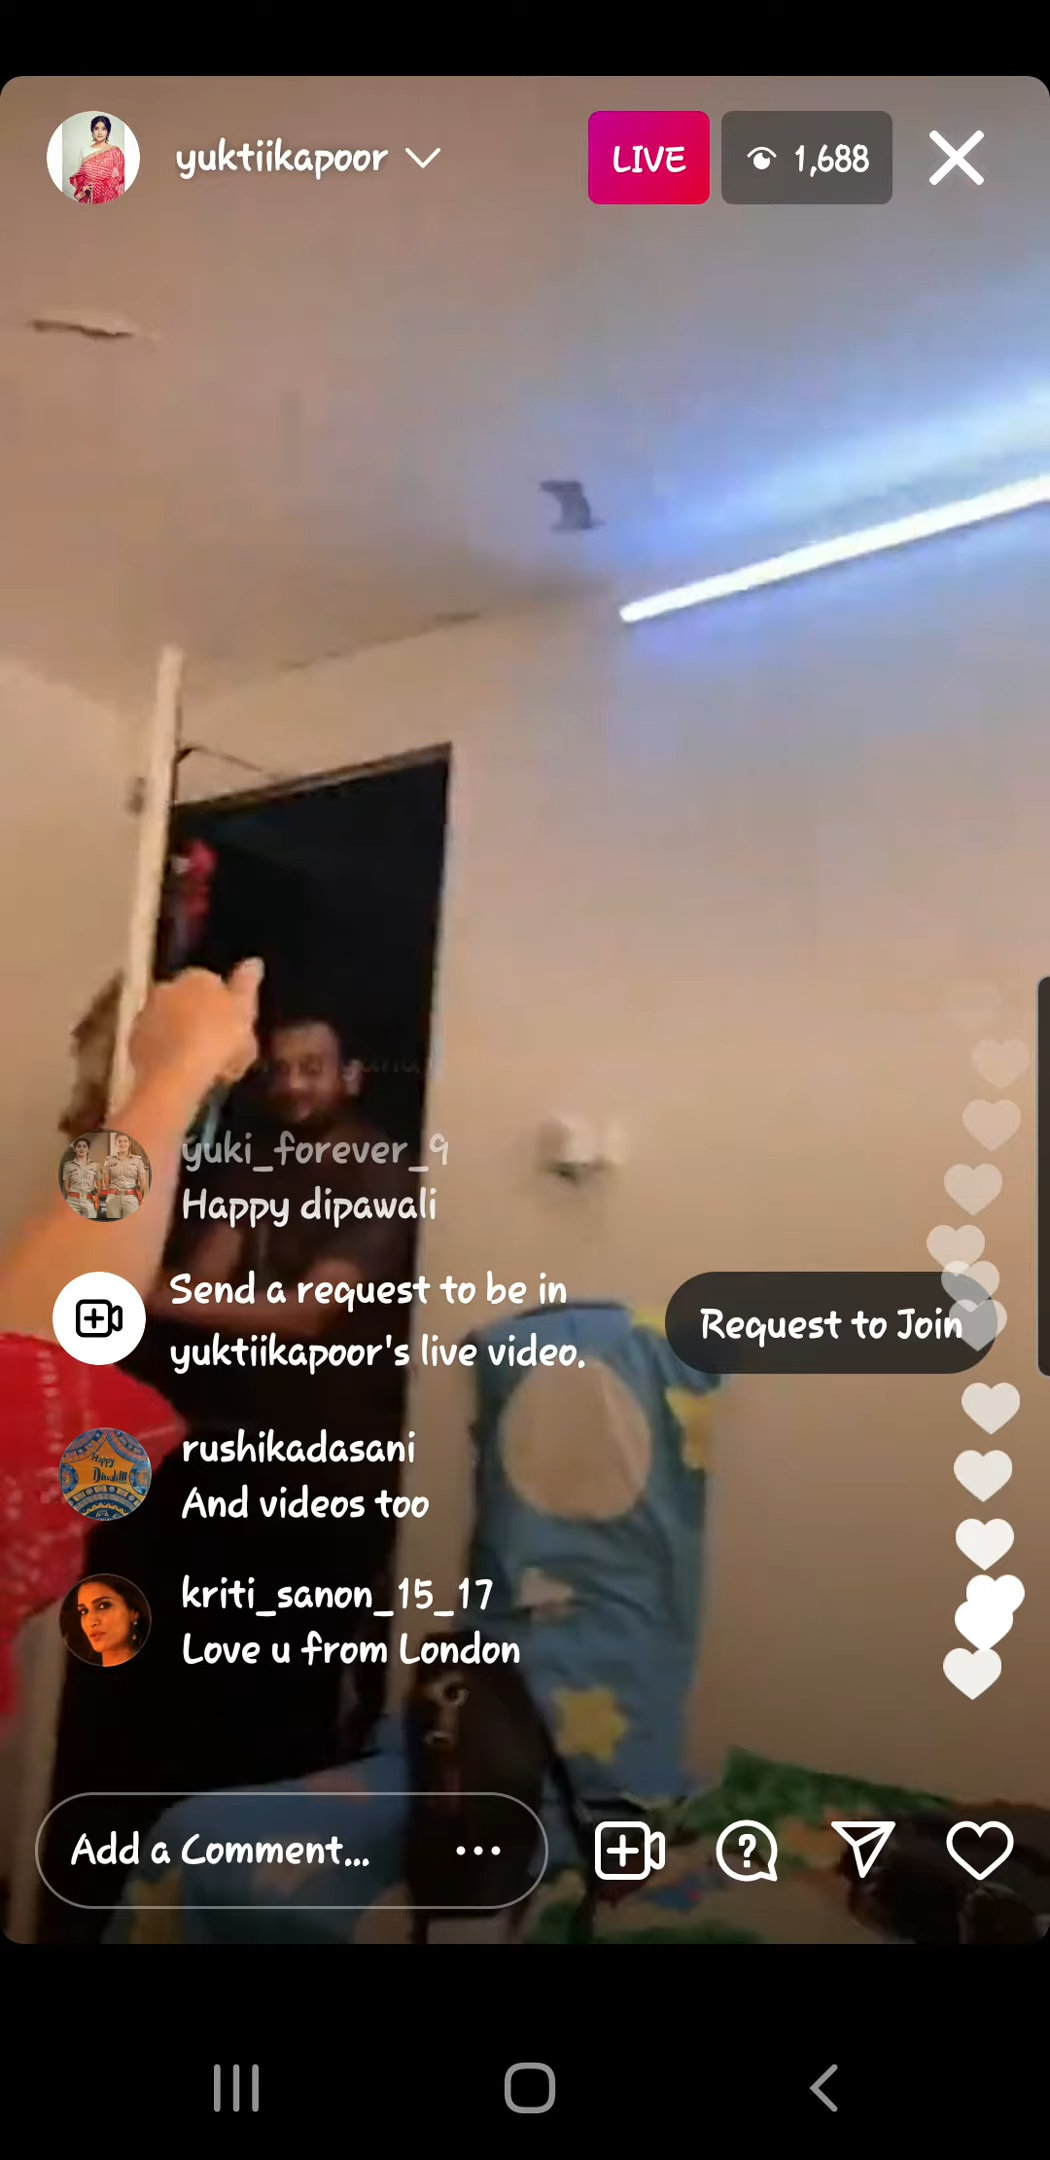 yuktiikapoor
LIVE
1,688
yuki_forever_9
Happy dipawali
Send a request to be in
yuktiikapoor's live video.
Request to Join
rushikadasani
And videos too
kriti_sanon_15_17
Love u from London
Add a Comment...